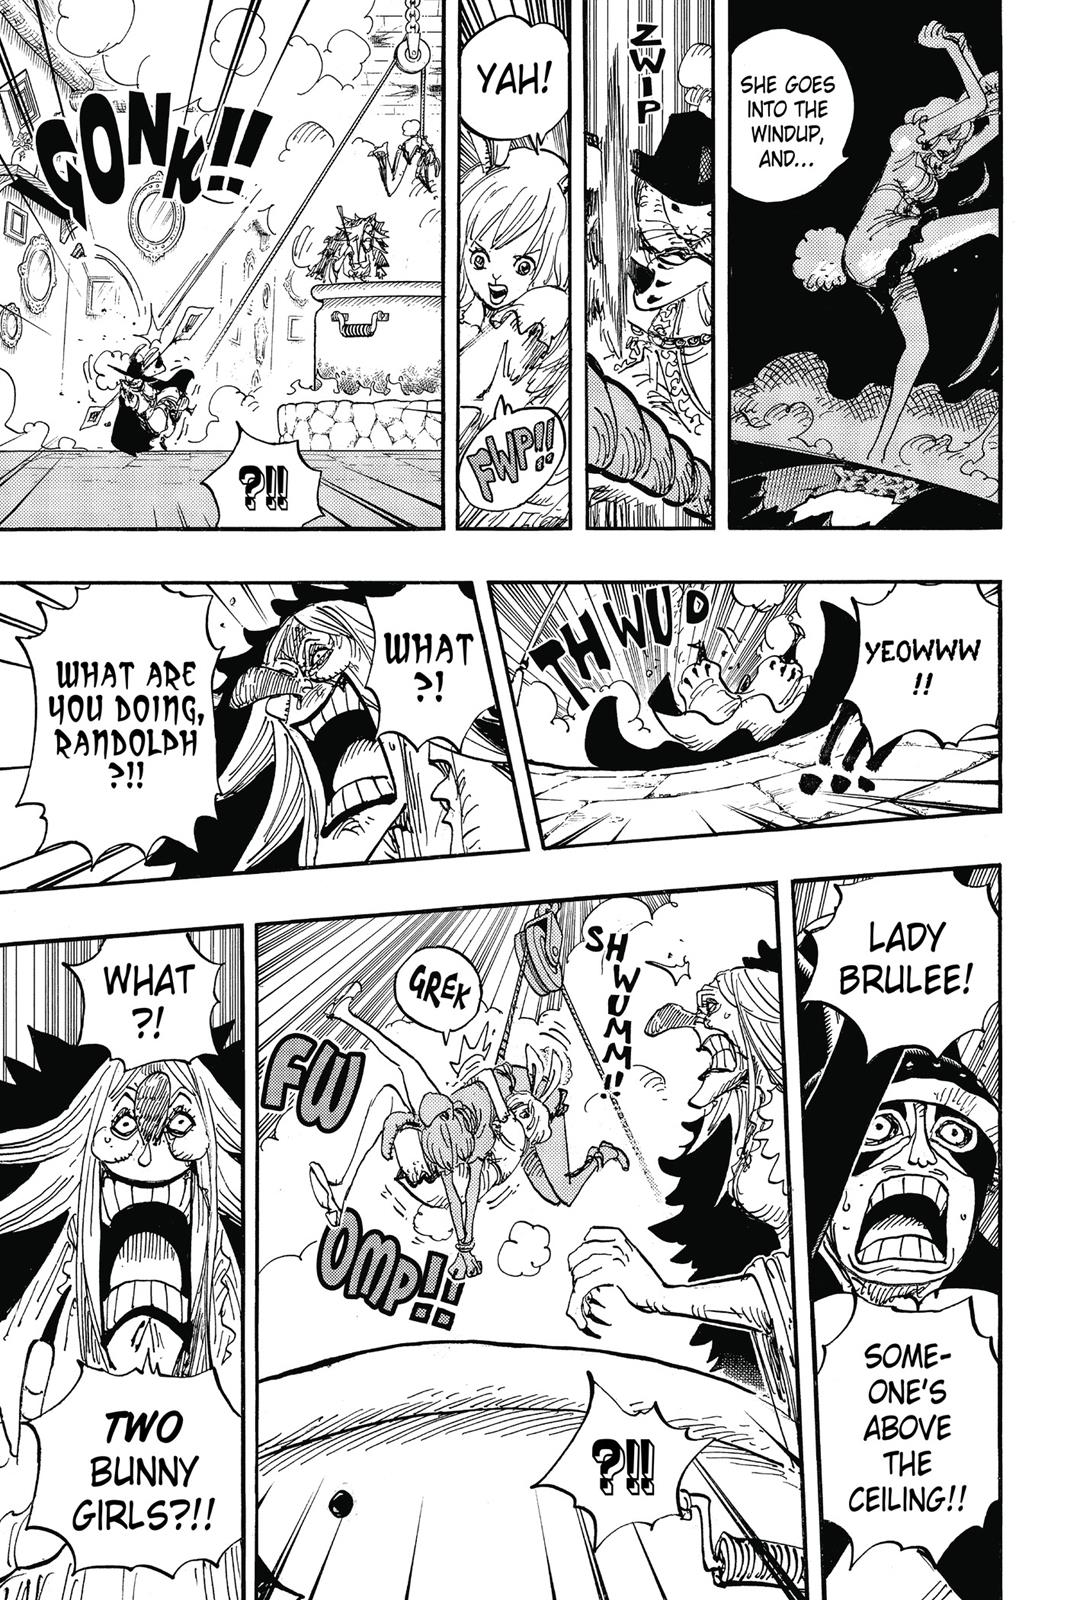 SHE GOES
INTO THE
WINDUP,
AND...
ZWIP
YAH!
FWP!!
GONK!!
?!!
YEOWWW
!!
THWUD
!!!
WHAT
?!
WHAT ARE
YOU DOING,
RANDOLPH
?!!
LADY
BRULEE!
SOME-
ONE'S
ABOVE
THE
CEILING!!
SHWUMM!!
GREK
FW
OMP!!
?!!
WHAT
?!
TWO
BUNNY
GIRLS?!!